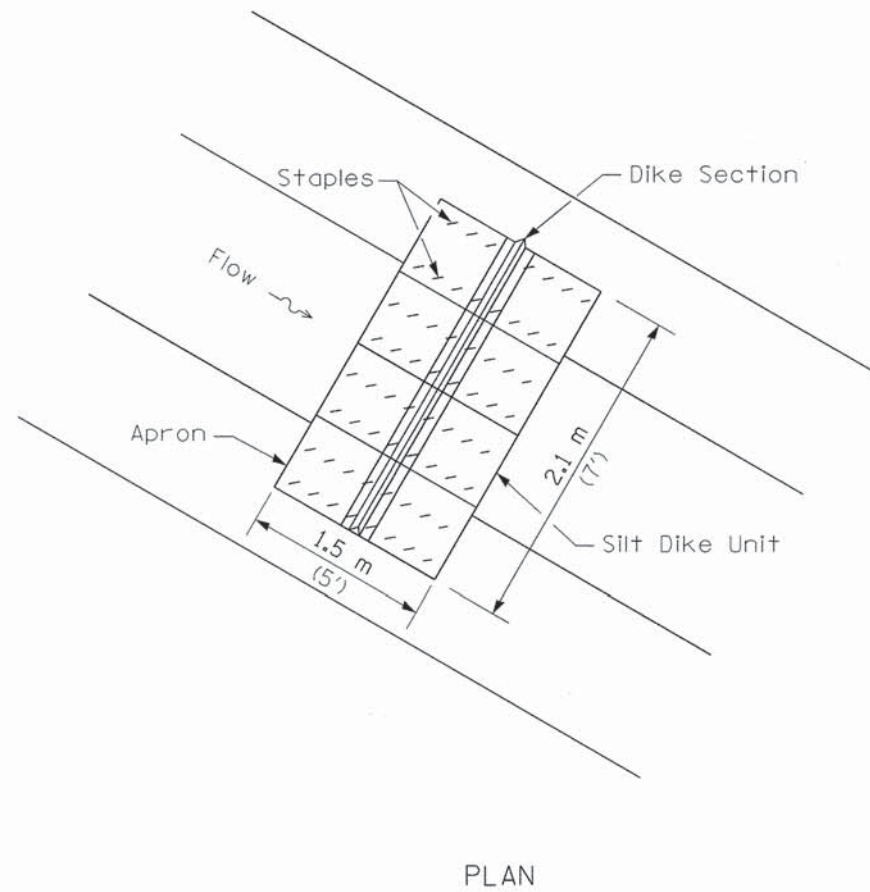 Staples
Dike Section
Flow
Apron
2.1 m
(7')
1.5 m
(5')
Silt Dike Unit
PLAN